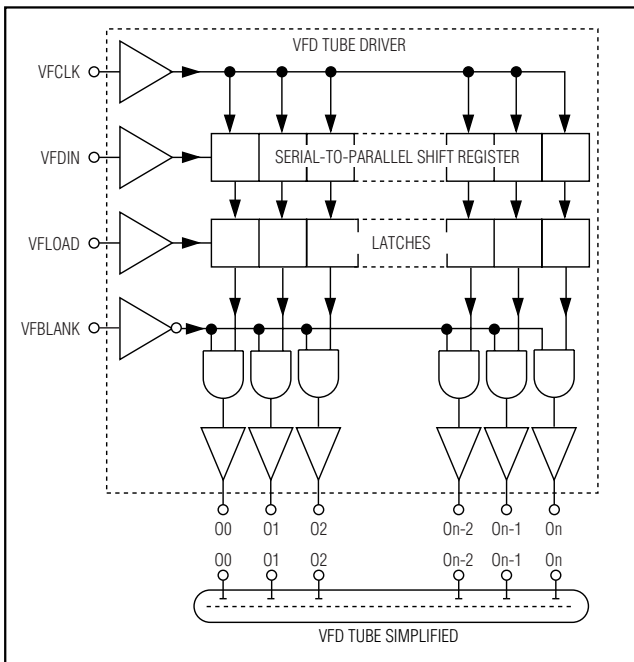 VFD TUBE DRIVER
VFCLK
VFDIN
SERIAL-TO-PARALLEL SHIFT REGISTER
VFLOAD
LATCHES
VFBLANK
O0 O1 O2 On-2 On-1 On
O0 O1 O2 On-2 On-1 On
VFD TUBE SIMPLIFIED